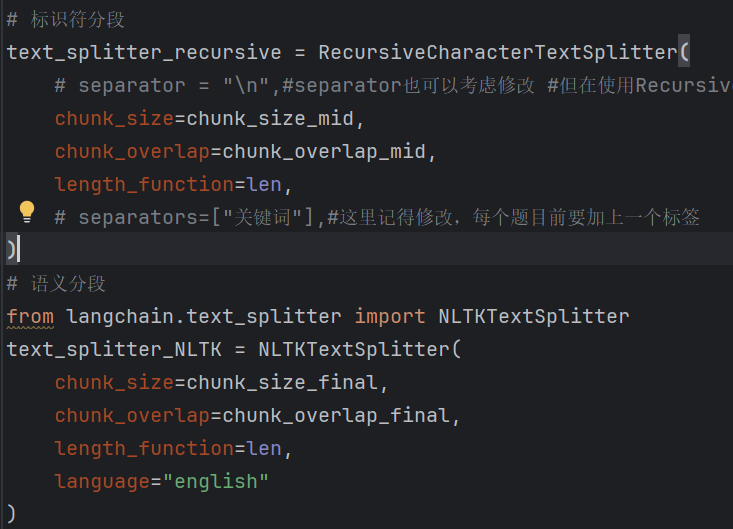 # 标识符分段
text_splitter_recursive = RecursiveCharacterTextSplitter(
    # separator = "\n",#separator也可以考虑修改 #但在使用Recursiv
    chunk_size=chunk_size_mid,
    chunk_overlap=chunk_overlap_mid,
    length_function=len,
    # separators=["关键词"],#这里记得修改，每个题目前要加上一个标签
)
# 语义分段
from langchain.text_splitter import NLTKTextSplitter
text_splitter_NLTK = NLTKTextSplitter(
    chunk_size=chunk_size_final,
    chunk_overlap=chunk_overlap_final,
    length_function=len,
    language="english"
)